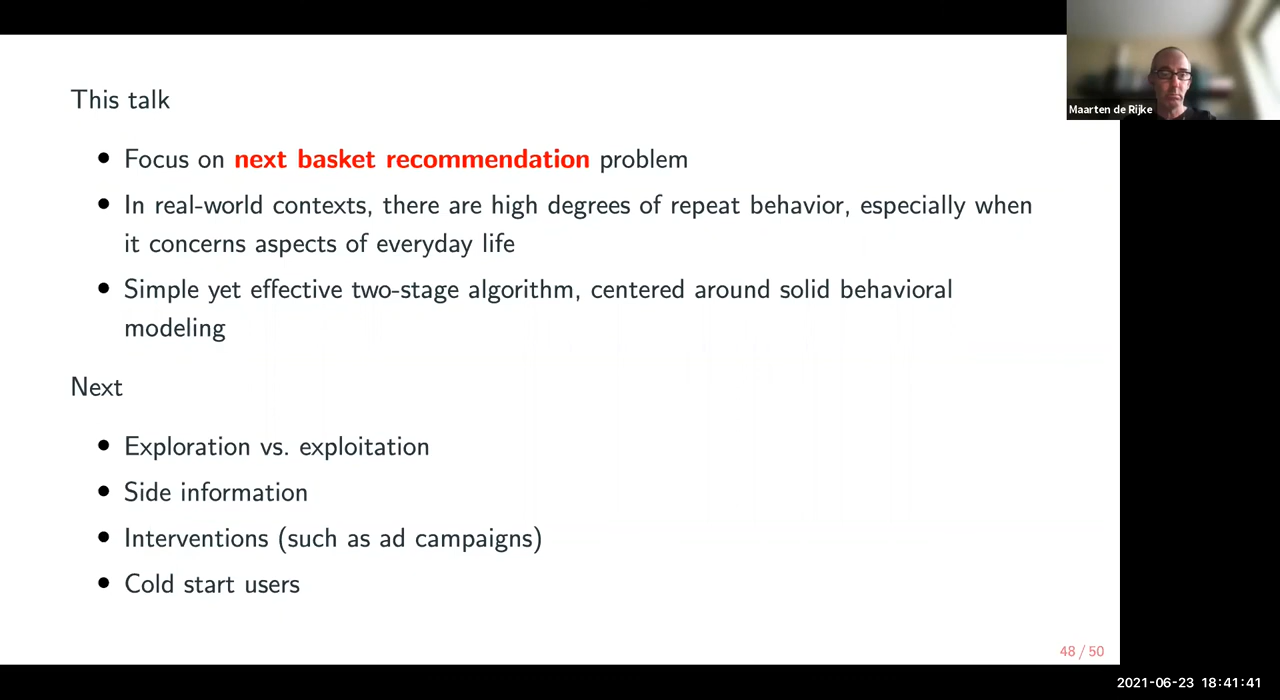 Maarten de Rijke
This talk
• Focus on next basket recommendation problem
• In real-world contexts, there are high degrees of repeat behavior, especially when
it concerns aspects of everyday life
• Simple yet effective two-stage algorithm, centered around solid behavioral
modeling
Next
• Exploration vs. exploitation
• Side information
• Interventions (such as ad campaigns)
• Cold start users
48 / 50
2021-06-23 18:41:41